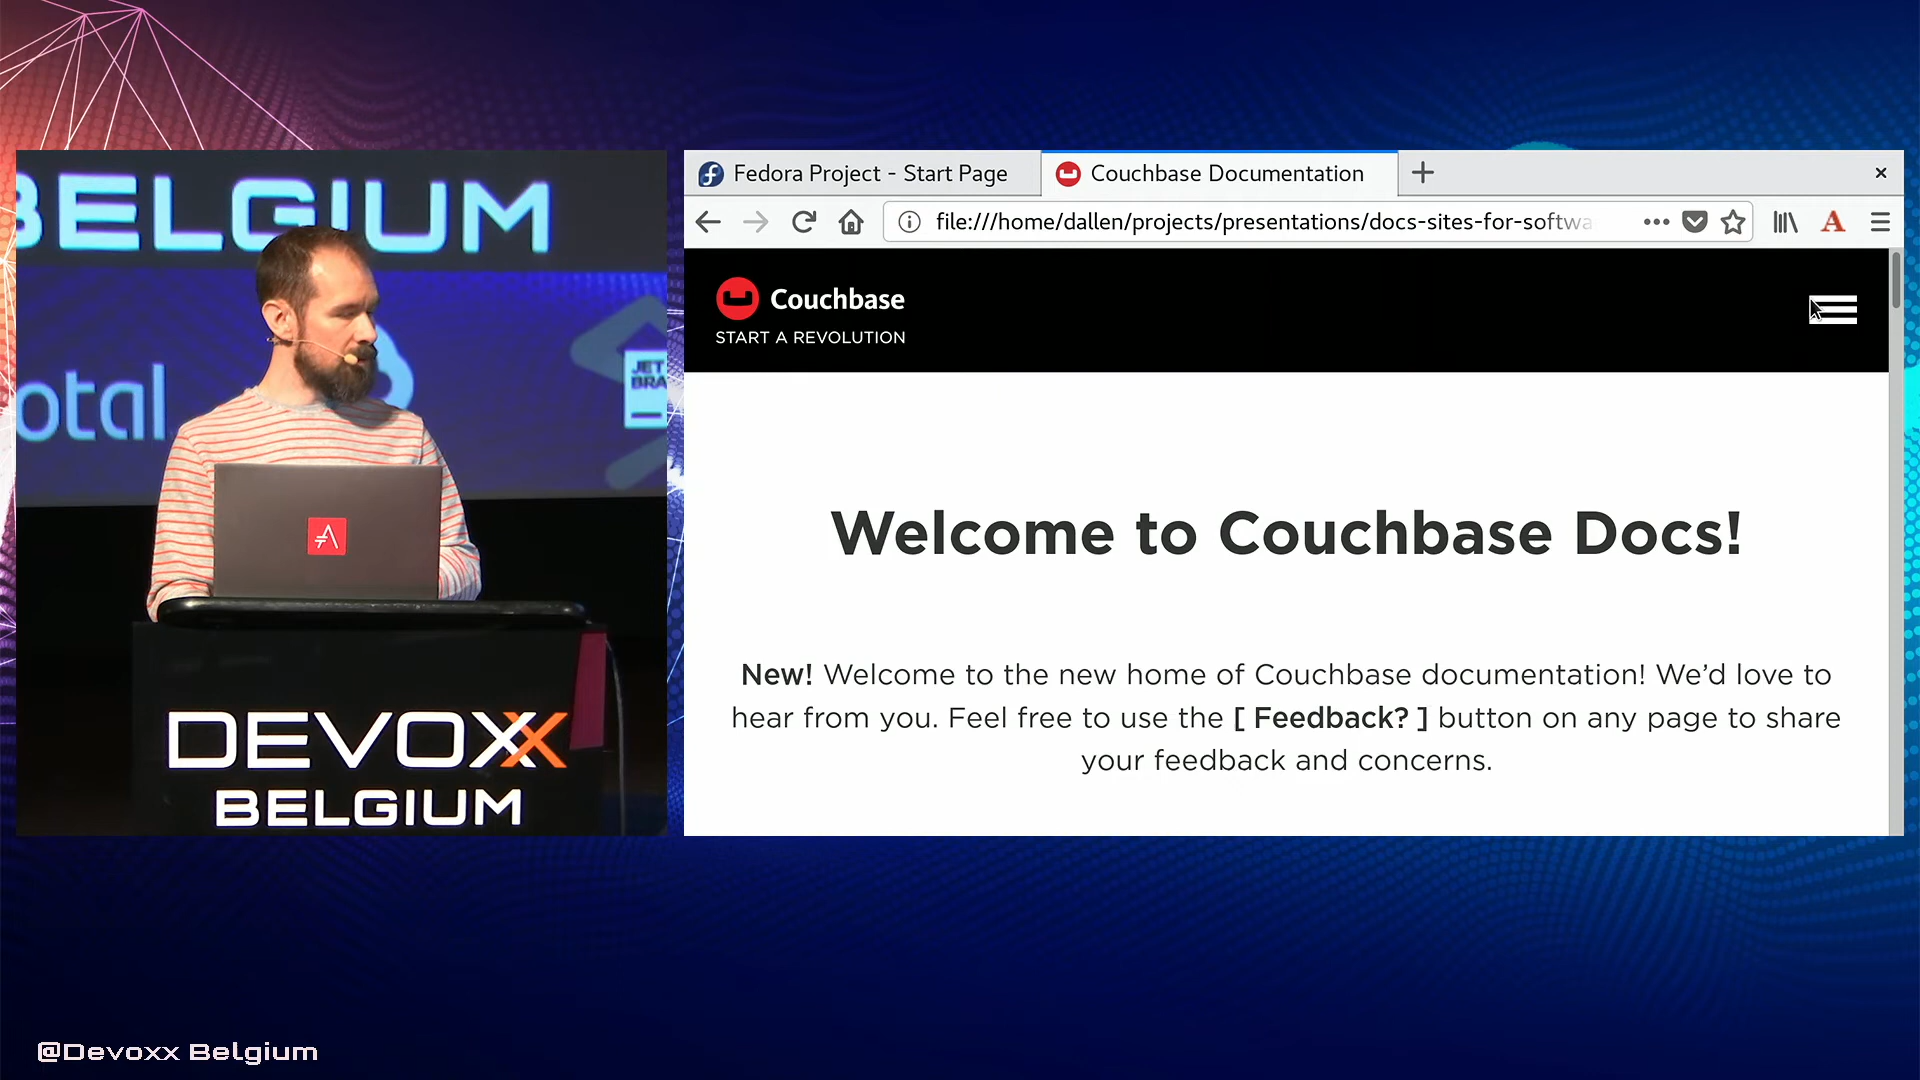 BELGIUM
otal
JET
BRA
DEVOXX
BELGIUM
Fedora Project - Start Page
Couchbase Documentation
file:///home/dallen/projects/presentations/docs-sites-for-softwa
Couchbase
START A REVOLUTION
Welcome to Couchbase Docs!
New! Welcome to the new home of Couchbase documentation! We'd love to
hear from you. Feel free to use the [ Feedback? ] button on any page to share
your feedback and concerns.
@Devoxx Belgium